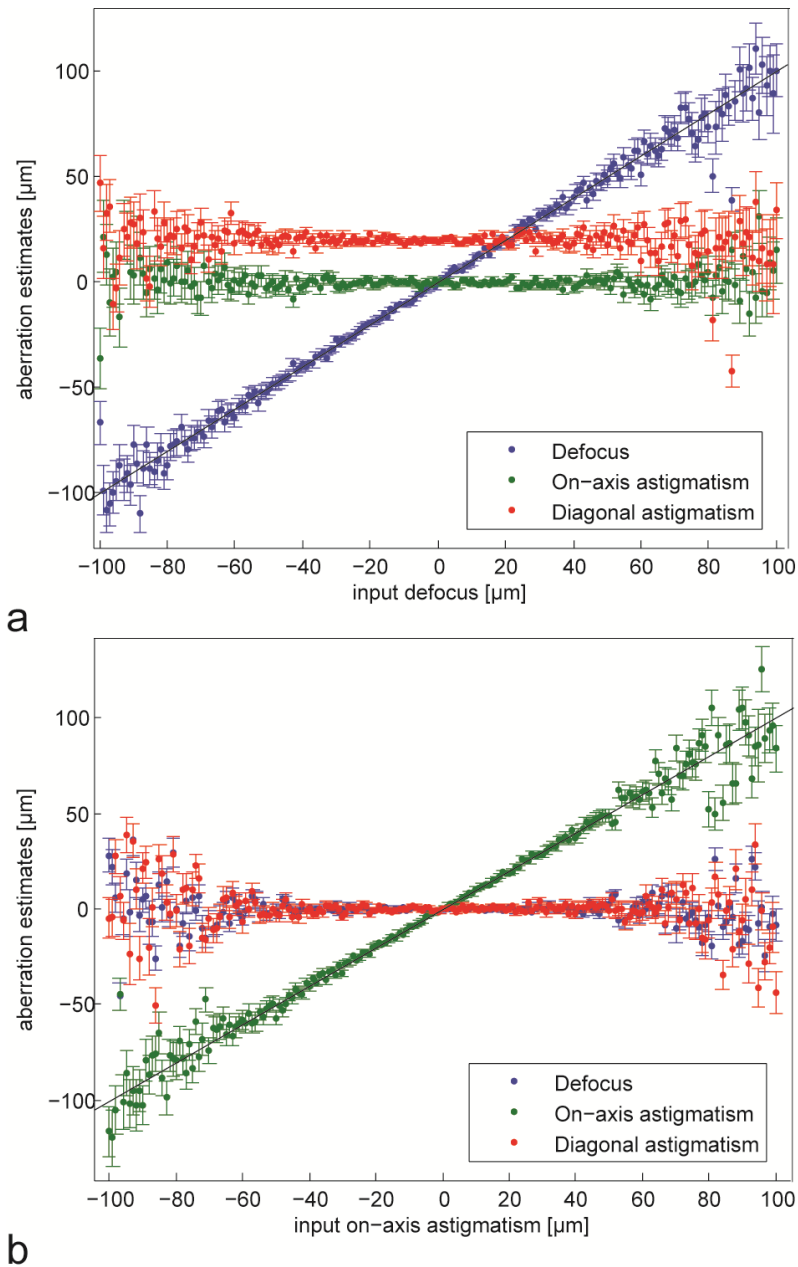 100
50
0
−50
−100
aberration estimates [µm]
−100 −80 −60 −40 −20 0 20 40 60 80 100
input defocus [µm]
Defocus
On−axis astigmatism
Diagonal astigmatism
a
100
50
0
−50
−100
aberration estimates [µm]
−100 −80 −60 −40 −20 0 20 40 60 80 100
input on−axis astigmatism [µm]
Defocus
On−axis astigmatism
Diagonal astigmatism
b